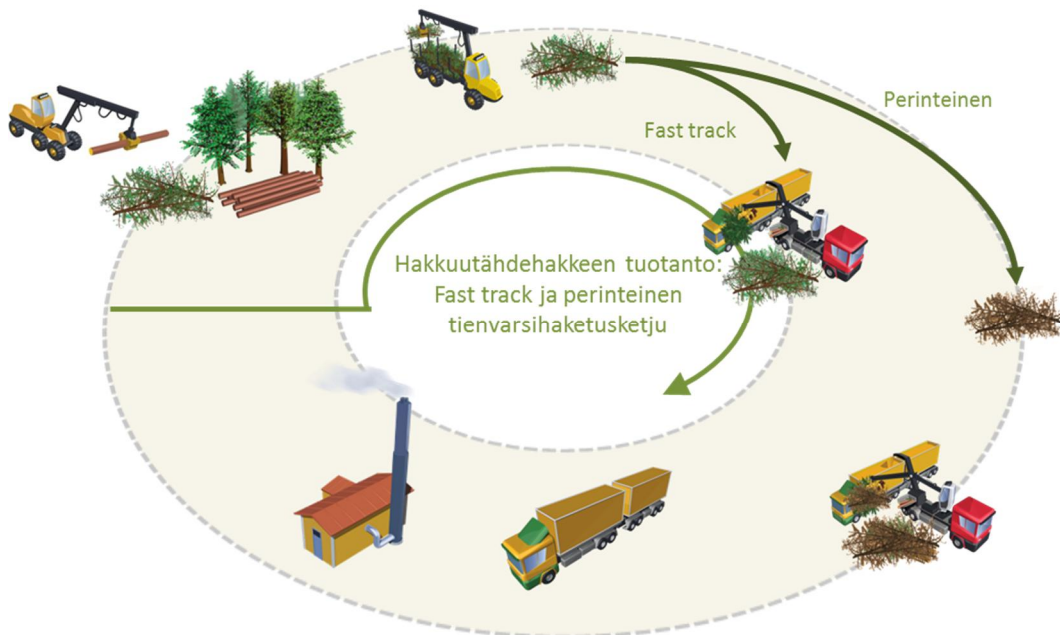 Perinteinen
Fast track
Hakkuutähdehakkeen tuotanto:
Fast track ja perinteinen
tienvarsihaketusketju